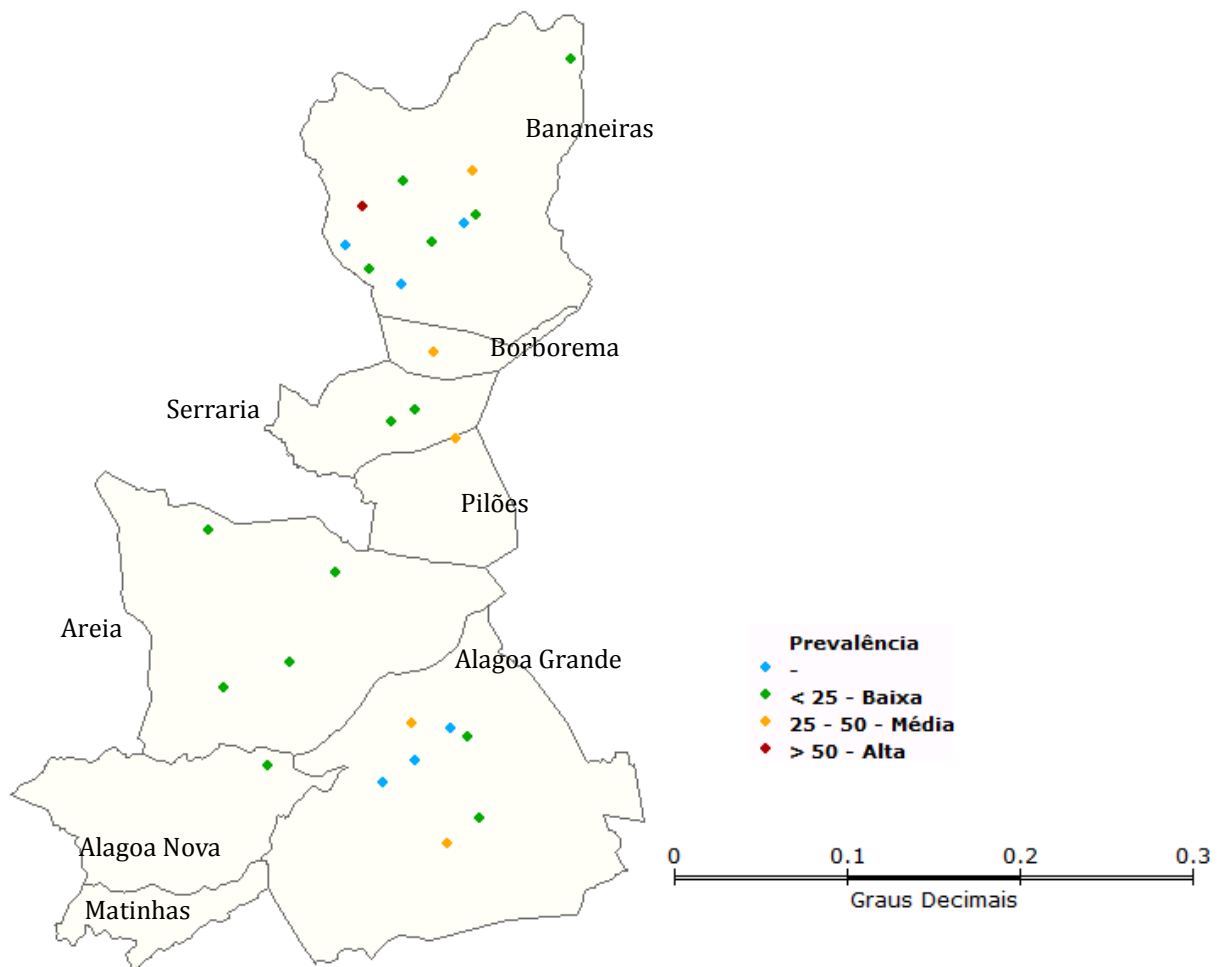 Bananeiras
Borborema
Serraria
Pilões
Areia
Alagoa Grande
Prevalência
-
< 25 - Baixa
25 - 50 - Média
> 50 - Alta
Alagoa Nova
Matinhas
0 0.1 0.2 0.3
Graus Decimais